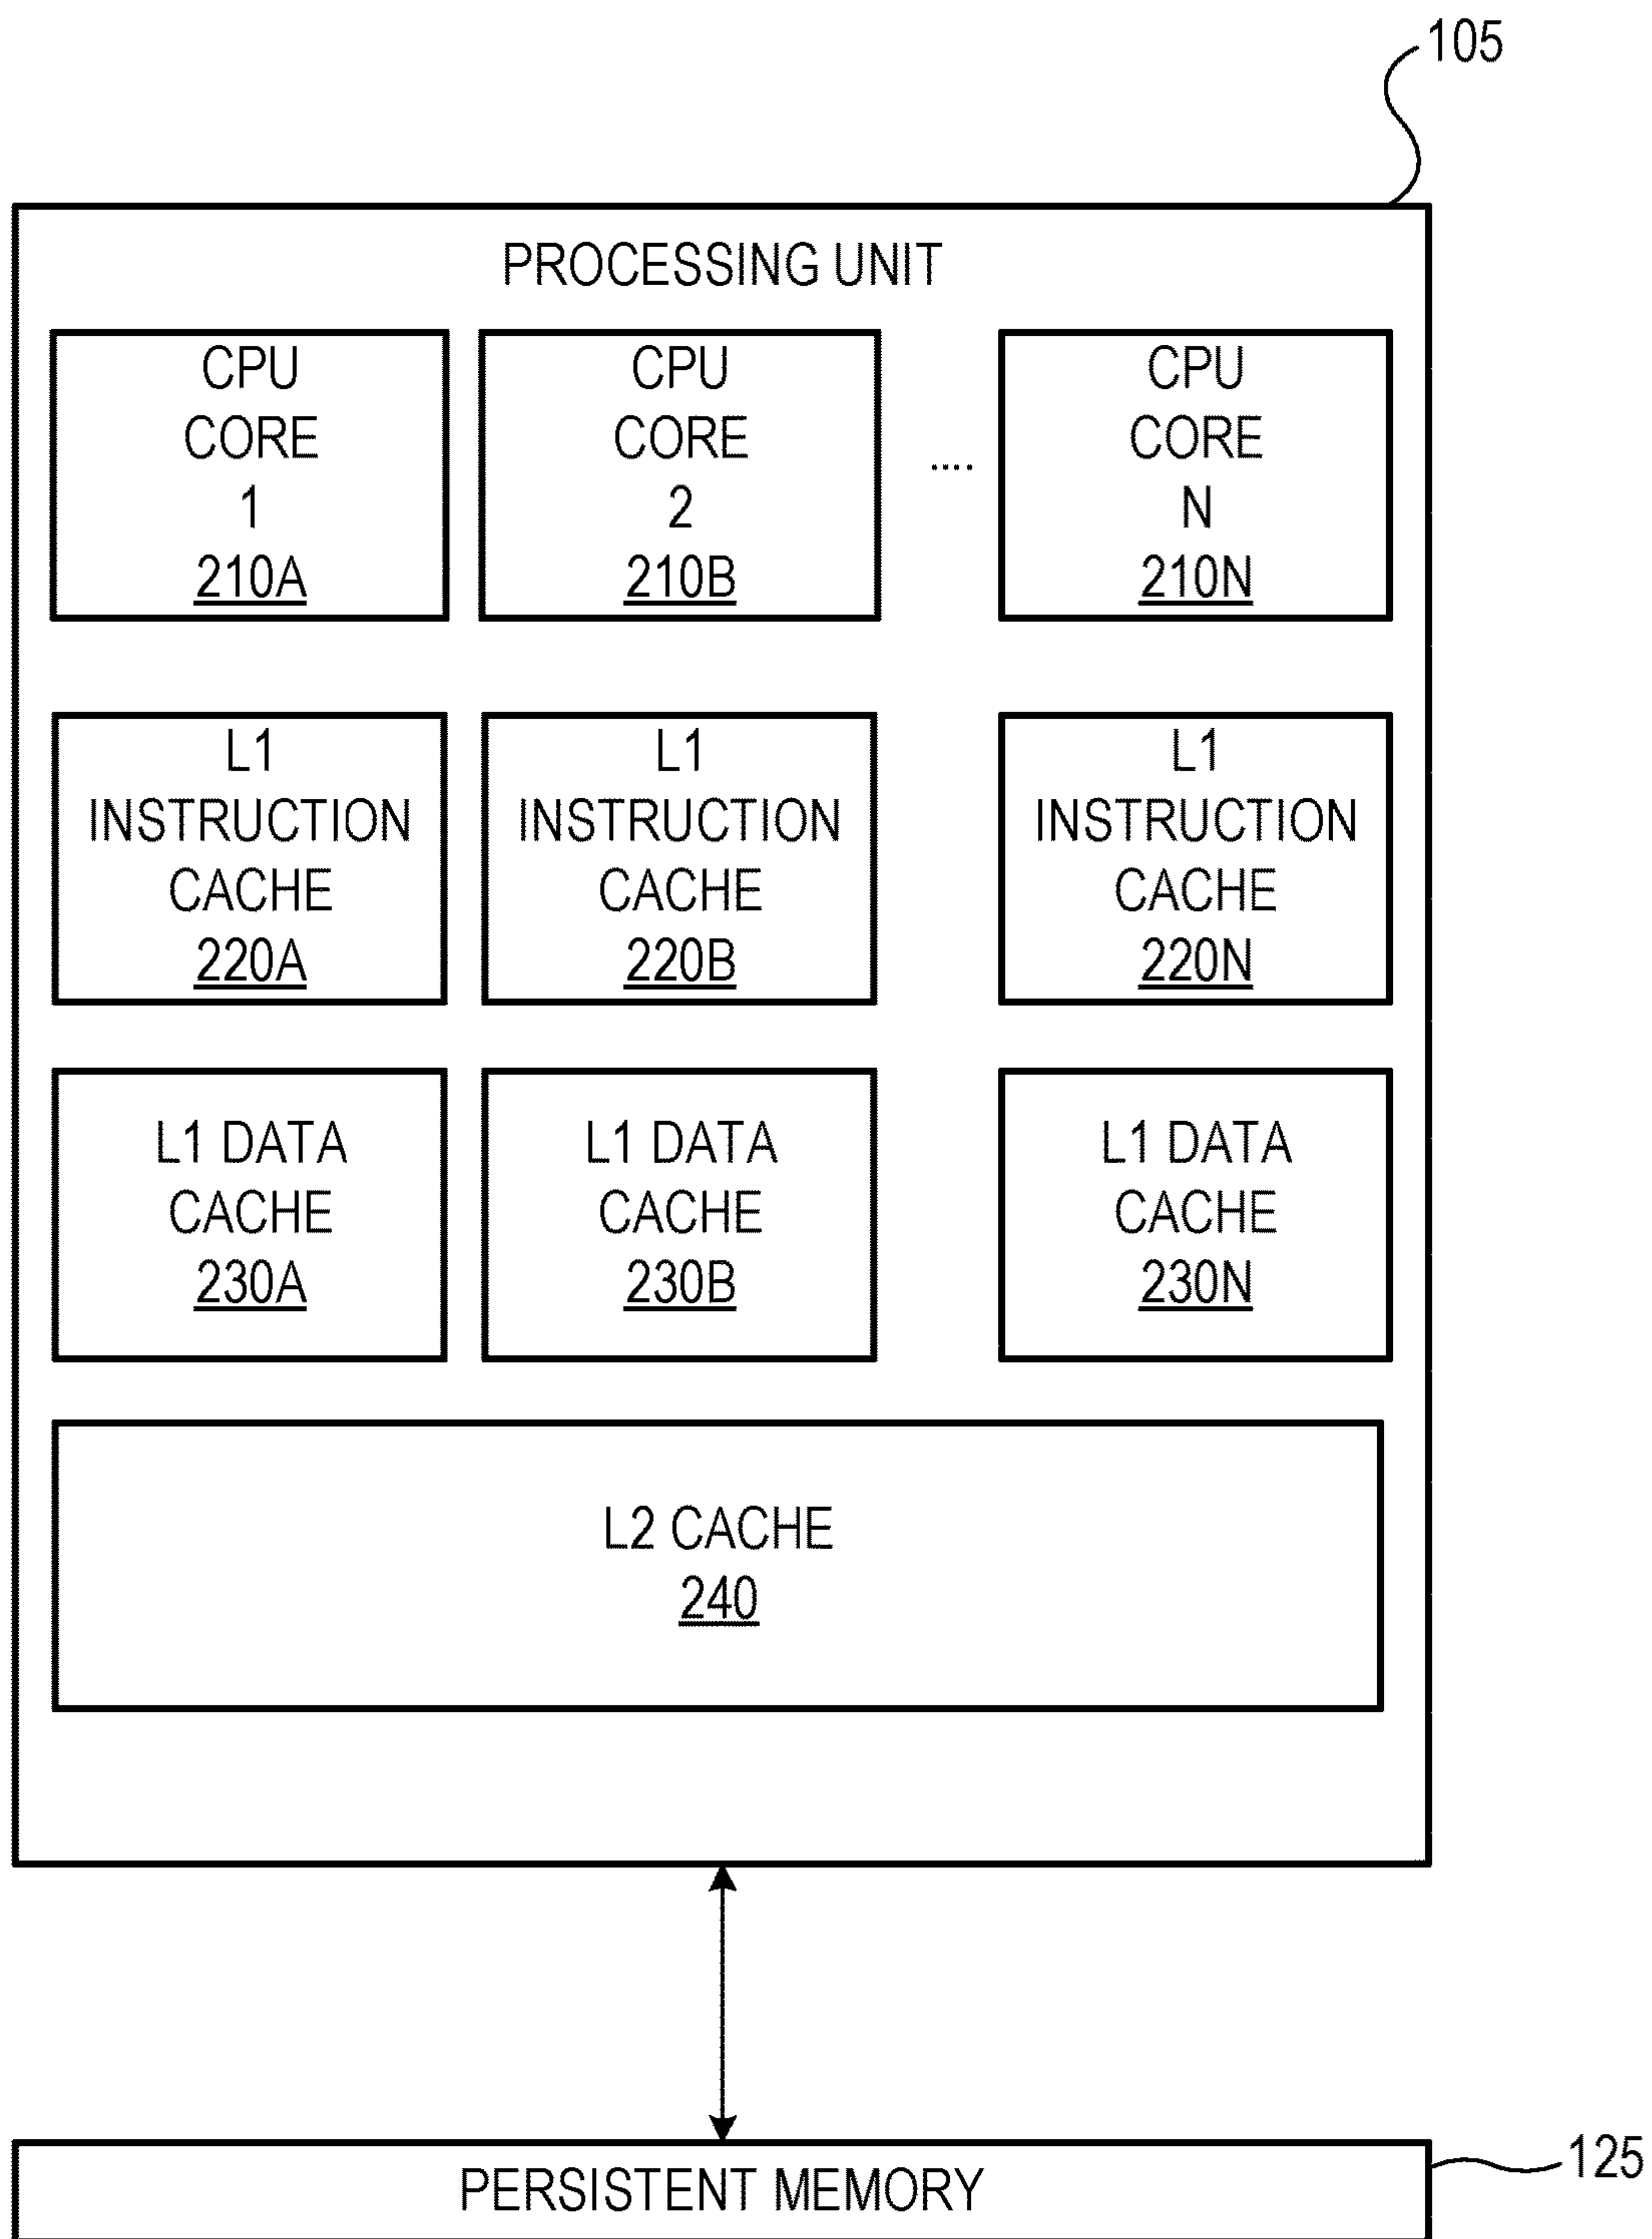 105
PROCESSING UNIT
CPU
CORE
1
210A
CPU
CORE
2
210B
....
CPU
CORE
N
210N
L1
INSTRUCTION
CACHE
220A
L1
INSTRUCTION
CACHE
220B
L1
INSTRUCTION
CACHE
220N
L1 DATA
CACHE
230A
L1 DATA
CACHE
230B
L1 DATA
CACHE
230N
L2 CACHE
240
PERSISTENT MEMORY
125